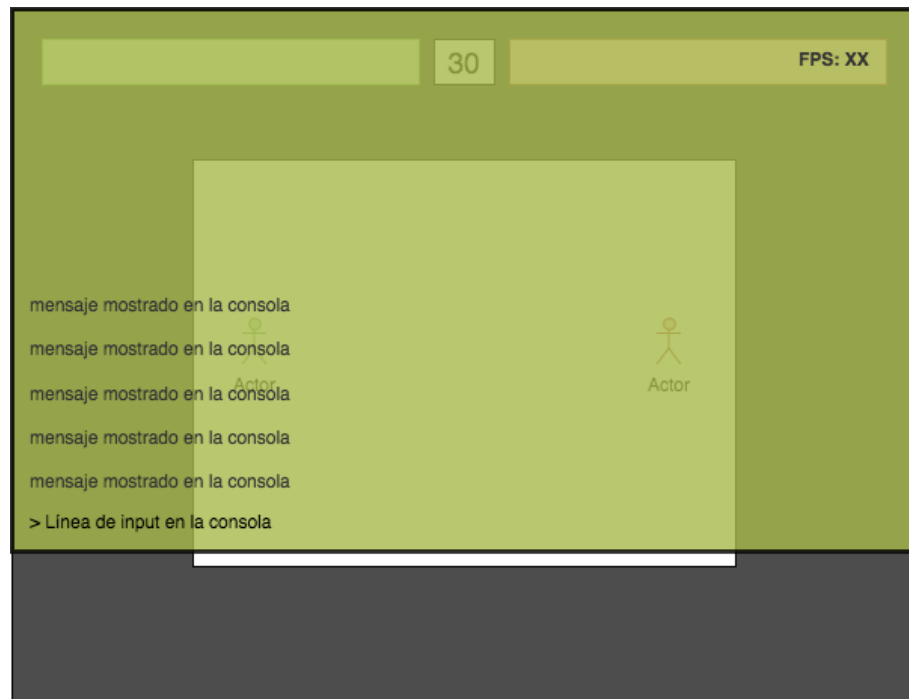 30
FPS: XX
mensaje mostrado en la consola
mensaje mostrado en la consola
Actor
Actor
mensaje mostrado en la consola
mensaje mostrado en la consola
mensaje mostrado en la consola
> Línea de input en la consola